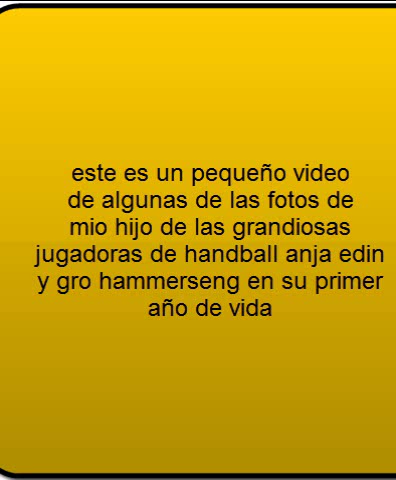 este es un pequeño video
de algunas de las fotos de
mio hijo de las grandiosas
jugadoras de handball anja edin
y gro hammerseng en su primer
año de vida